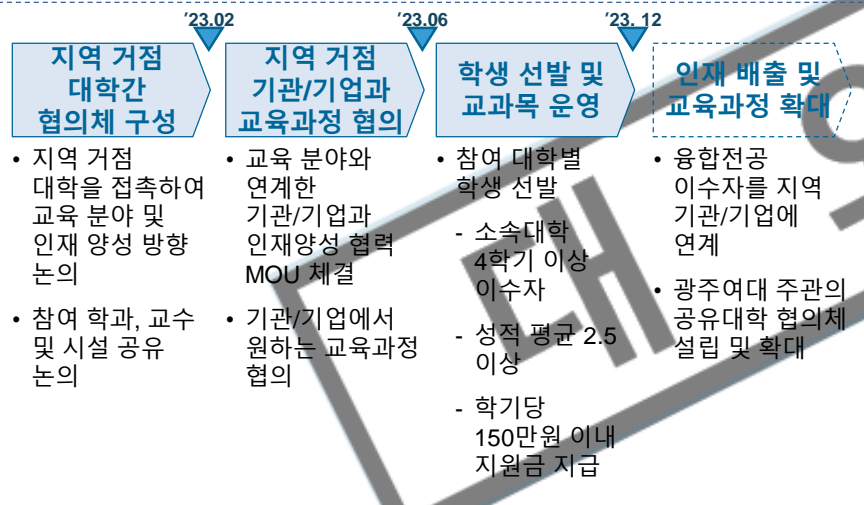 '23.02
'23.06
'23. 12
지역 거점
대학간
협의체 구성
지역 거점
기관/기업과
교육과정 협의
학생 선발 및
교과목 운영
인재 배출 및
교육과정 확대
• 지역 거점
대학을 접촉하여
교육 분야 및
인재 양성 방향
논의
• 참여 학과, 교수
및 시설 공유
논의
• 교육 분야와
연계한
기관/기업과
인재양성 협력
MOU 체결
• 기관/기업에서
원하는 교육과정
협의
• 참여 대학별
학생 선발
- 소속대학
4학기 이상
이수자
- 성적 평균 2.5
이상
- 학기당
150만원 이내
지원금 지급
• 융합전공
이수자를 지역
기관/기업에
연계
• 광주여대 주관의
공유대학 협의체
설립 및 확대
대